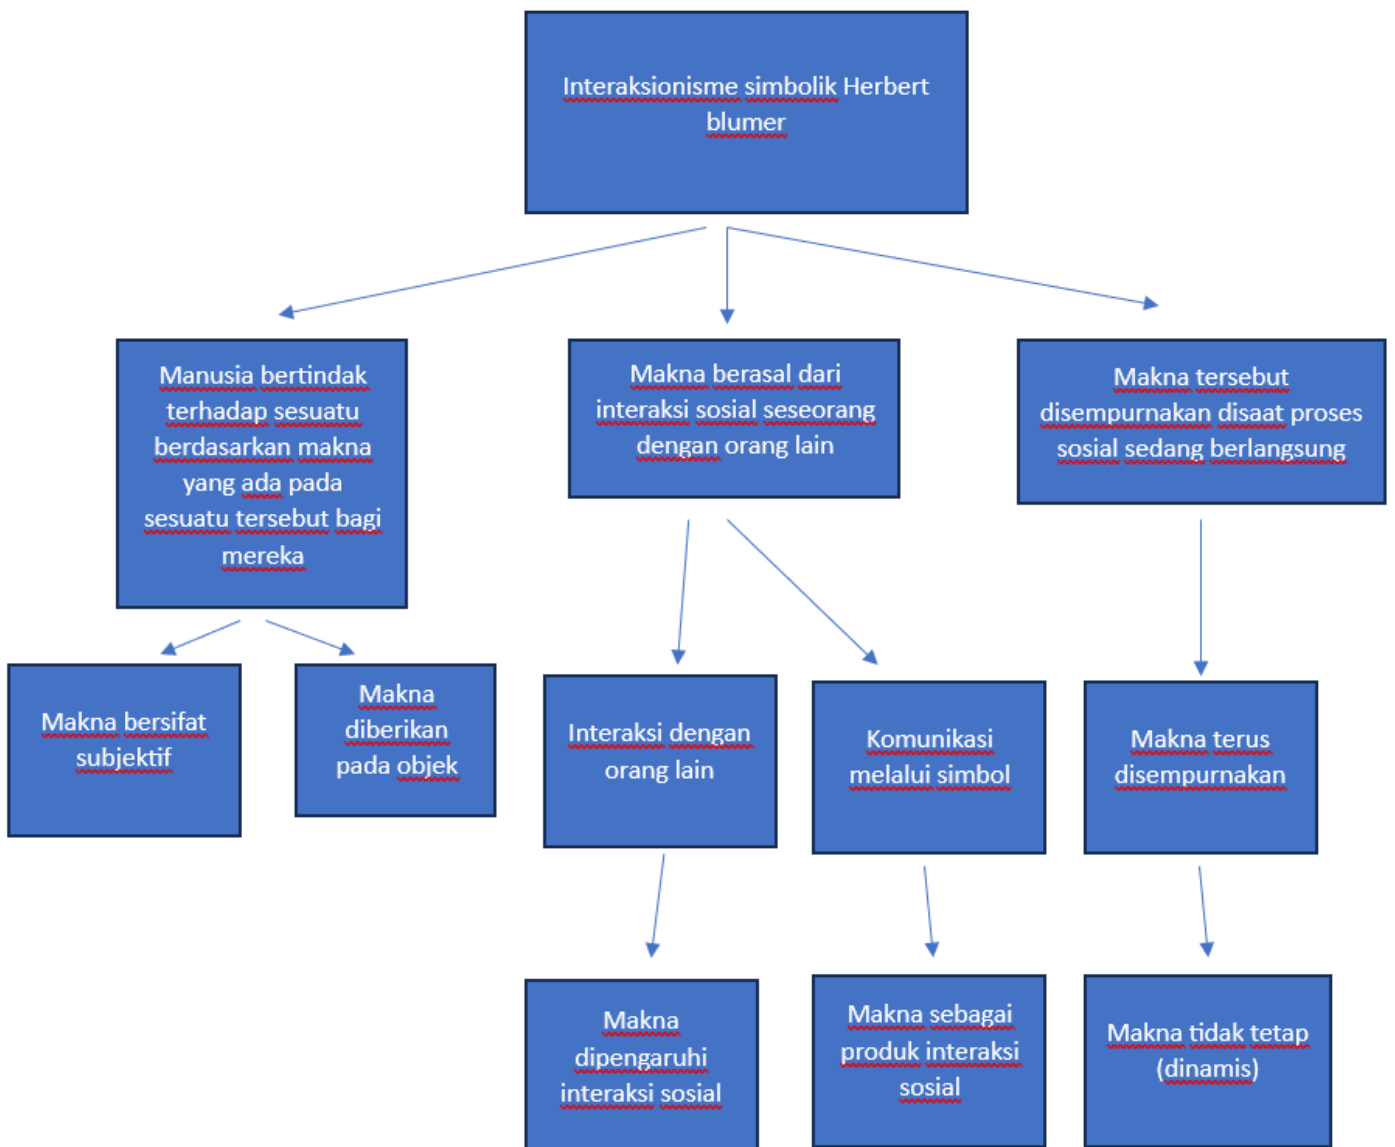 Interaksionisme simbolik Herbert
blumer
Manusia bertindak
terhadap sesuatu
berdasarkan makna
yang ada pada
sesuatu tersebut bagi
mereka
Makna berasal dari
interaksi sosial seseorang
dengan orang lain
Makna tersebut
disempurnakan disaat proses
sosial sedang berlangsung
Makna bersifat
subjektif
Makna
diberikan
pada objek
Interaksi dengan
orang lain
Komunikasi
melalui simbol
Makna terus
disempurnakan
Makna
dipengaruhi
interaksi sosial
Makna sebagai
produk interaksi
sosial
Makna tidak tetap
(dinamis)